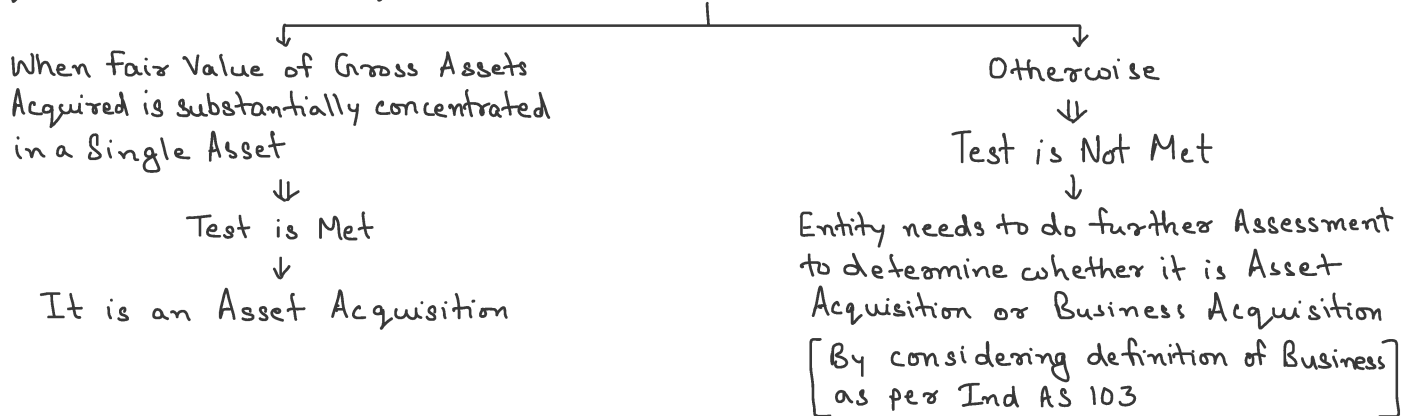 When Fair Value of Gross Assets
Acquired is substantially concentrated
in a Single Asset
⇓
Test is Met
↓
It is an Asset Acquisition
Otherwise
⇓
Test is Not Met
↓
Entity needs to do further Assessment
to determine whether it is Asset
Acquisition or Business Acquisition
[By considering definition of Business
as per Ind AS 103]